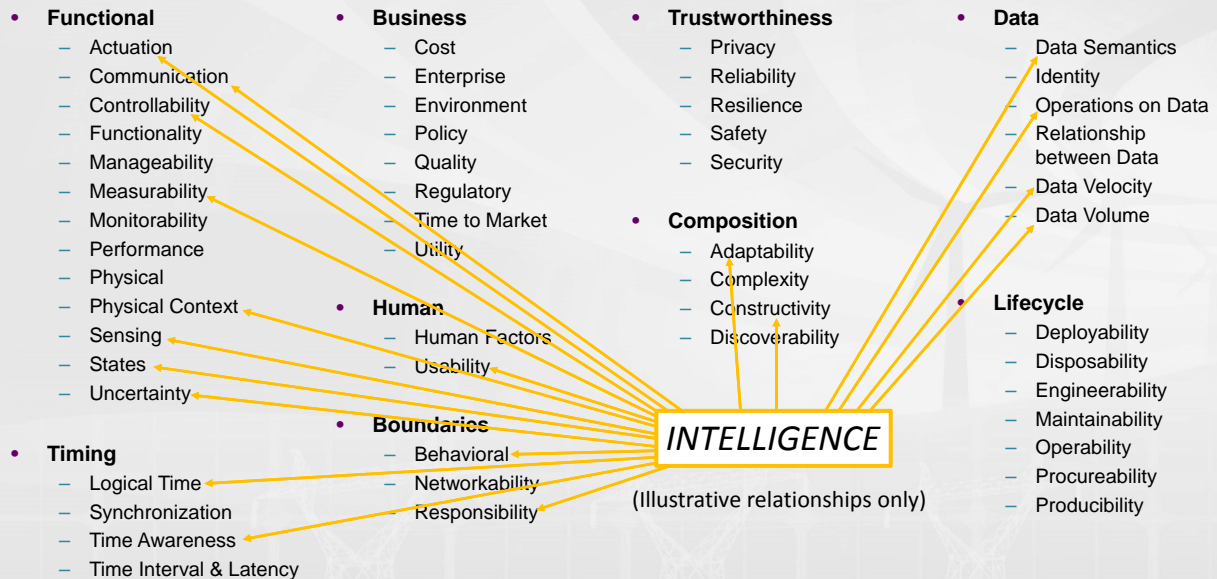 • Functional
– Actuation
– Communication
– Controllability
– Functionality
– Manageability
– Measurability
– Monitorability
– Performance
– Physical
– Physical Context
– Sensing
– States
– Uncertainty
• Timing
– Logical Time
– Synchronization
– Time Awareness
– Time Interval & Latency
• Business
– Cost
– Enterprise
– Environment
– Policy
– Quality
– Regulatory
– Time to Market
– Utility
• Human
– Human Factors
– Usability
• Boundaries
– Behavioral
– Networkability
– Responsibility
• Trustworthiness
– Privacy
– Reliability
– Resilience
– Safety
– Security
• Composition
– Adaptability
– Complexity
– Constructivity
– Discoverability
INTELLIGENCE
(Illustrative relationships only)
• Data
– Data Semantics
– Identity
– Operations on Data
– Relationship
between Data
– Data Velocity
– Data Volume
• Lifecycle
– Deployability
– Disposability
– Engineerability
– Maintainability
– Operability
– Procureability
– Producibility